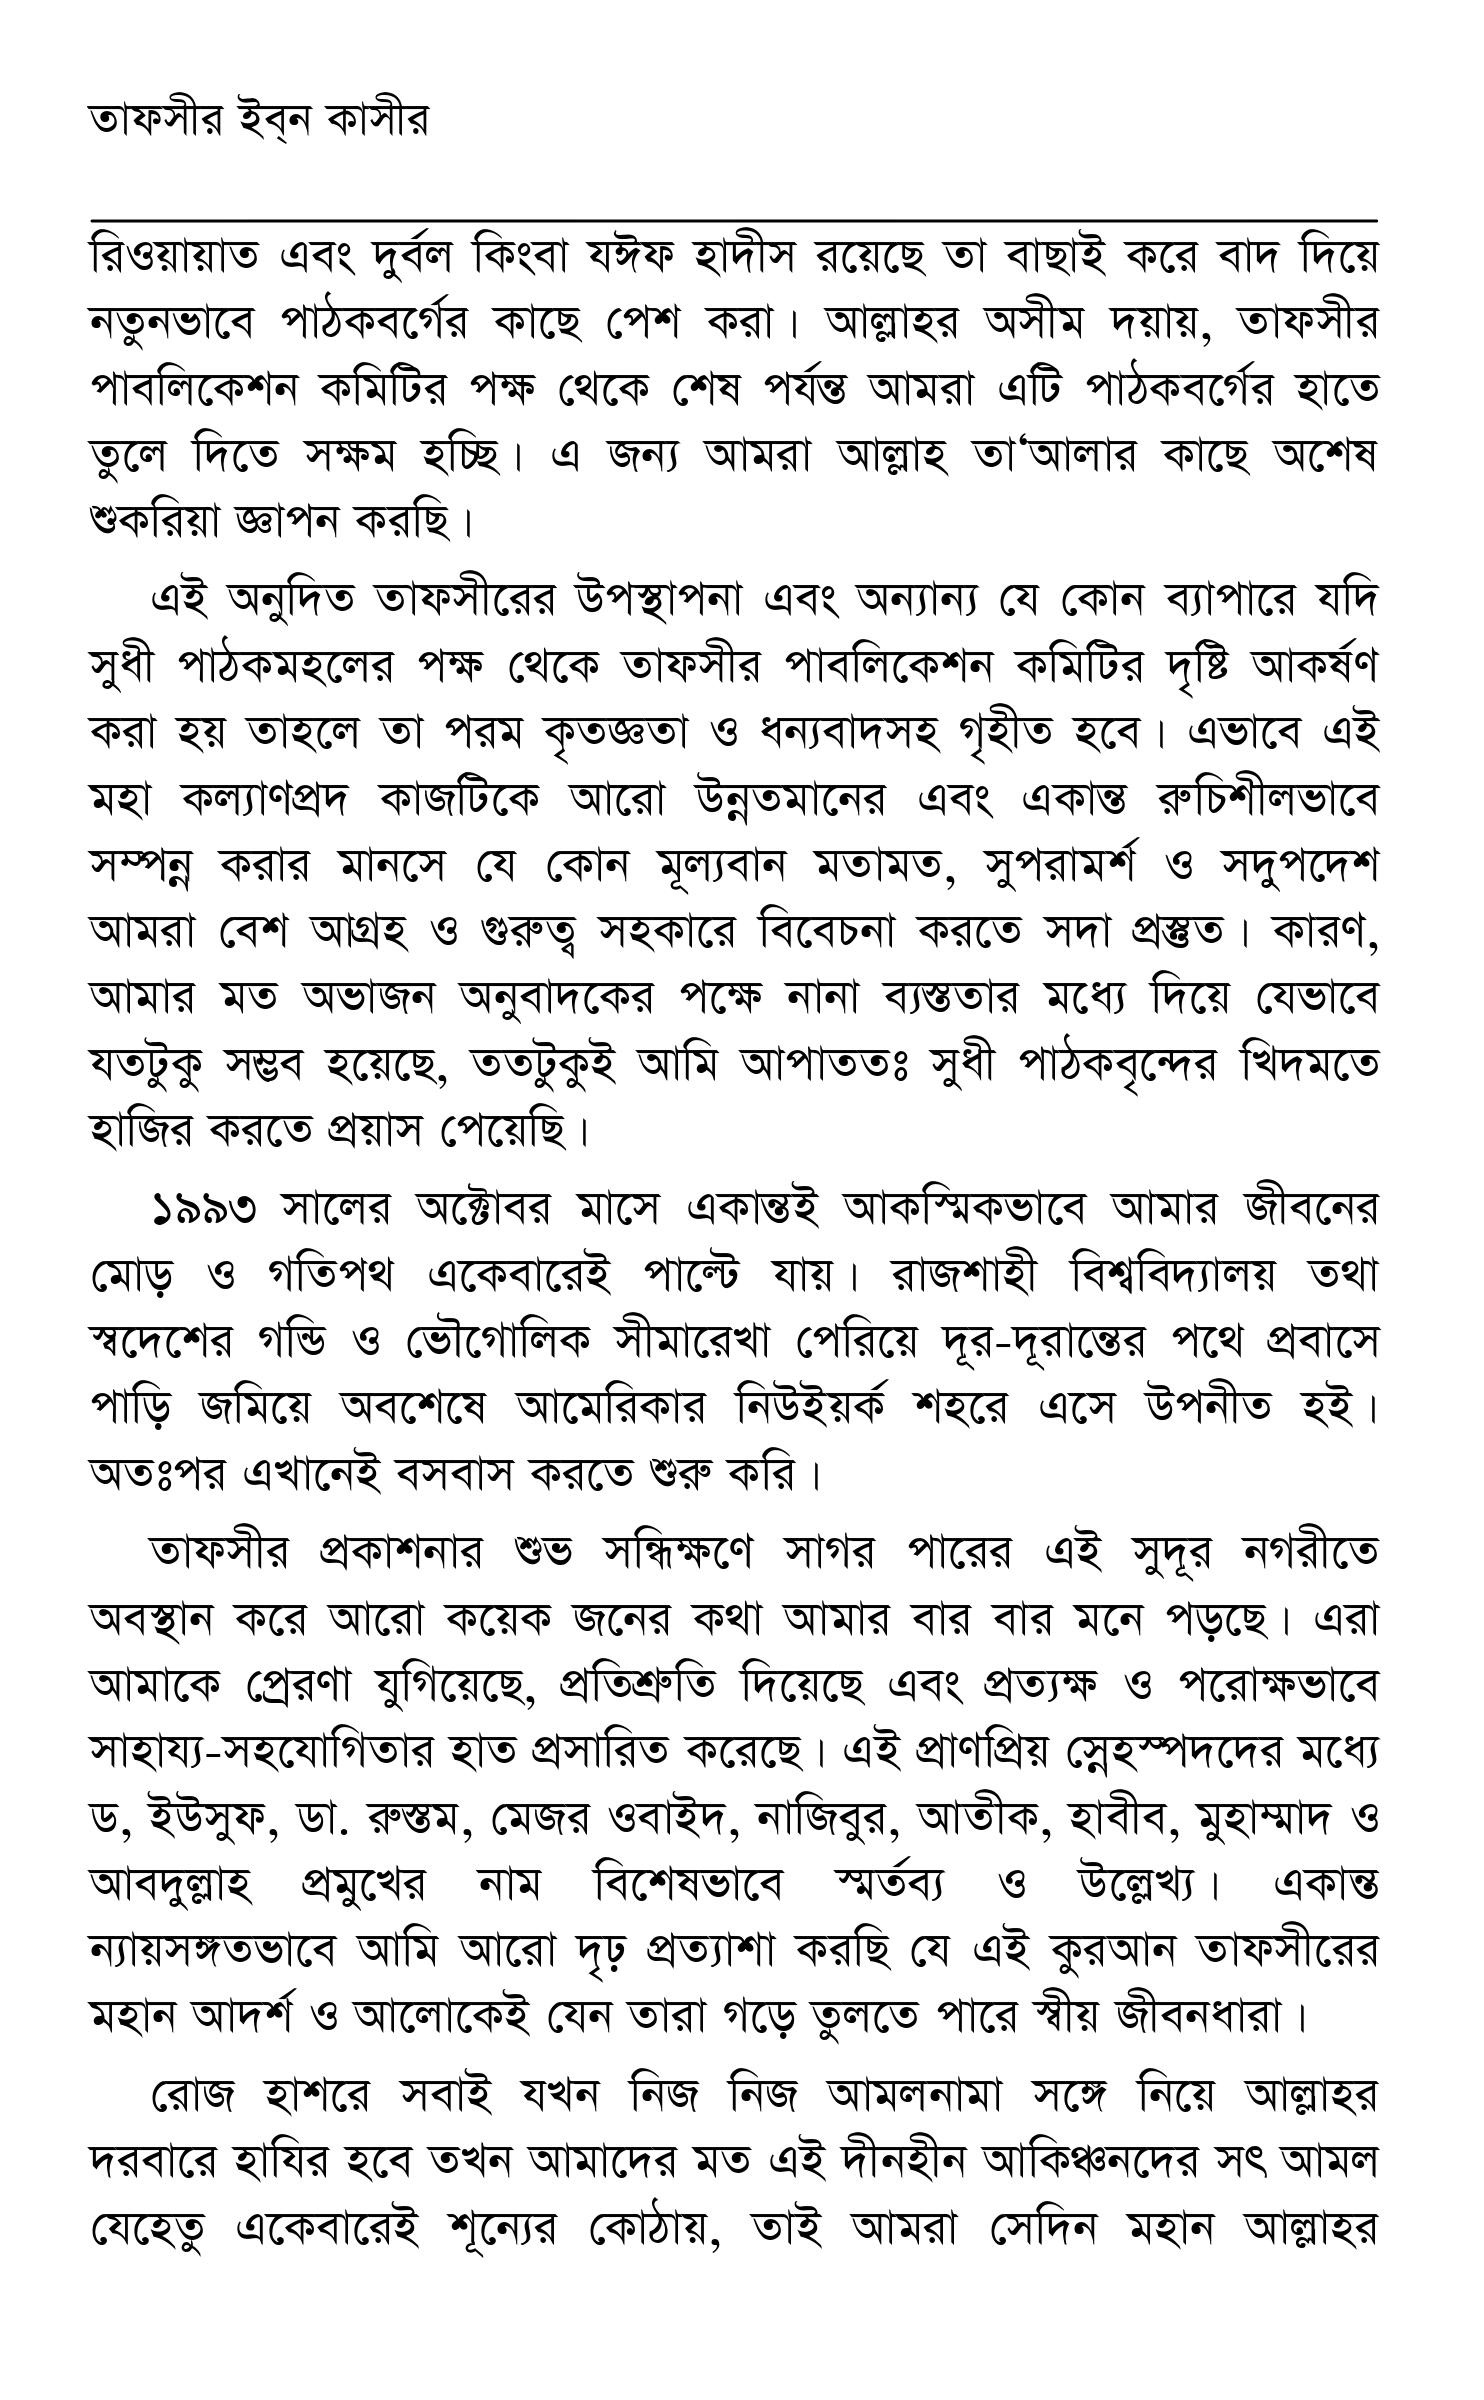 তাফসীর ইব্‌ন কাসীর
রিওয়ায়াত এবং দুর্বল কিংবা যঈফ হাদীস রয়েছে তা বাছাই করে বাদ দিয়ে
নতুনভাবে পাঠকবর্গের কাছে পেশ করা। আল্লাহর অসীম দয়ায়, তাফসীর
পাবলিকেশন কমিটির পক্ষ থেকে শেষ পর্যন্ত আমরা এটি পাঠকবর্গের হাতে
তুলে দিতে সক্ষম হচ্ছি। এ জন্য আমরা আল্লাহ তা‘আলার কাছে অশেষ
শুকরিয়া জ্ঞাপন করছি।
এই অনুদিত তাফসীরের উপস্থাপনা এবং অন্যান্য যে কোন ব্যাপারে যদি
সুধী পাঠকমহলের পক্ষ থেকে তাফসীর পাবলিকেশন কমিটির দৃষ্টি আকর্ষণ
করা হয় তাহলে তা পরম কৃতজ্ঞতা ও ধন্যবাদসহ গৃহীত হবে। এভাবে এই
মহা কল্যাণপ্রদ কাজটিকে আরো উন্নতমানের এবং একান্ত রুচিশীলভাবে
সম্পন্ন করার মানসে যে কোন মূল্যবান মতামত, সুপরামর্শ ও সদুপদেশ
আমরা বেশ আগ্রহ ও গুরুত্ব সহকারে বিবেচনা করতে সদা প্রস্তুত। কারণ,
আমার মত অভাজন অনুবাদকের পক্ষে নানা ব্যস্ততার মধ্যে দিয়ে যেভাবে
যতটুকু সম্ভব হয়েছে, ততটুকুই আমি আপাততঃ সুধী পাঠকবৃন্দের খিদমতে
হাজির করতে প্রয়াস পেয়েছি।
১৯৯৩ সালের অক্টোবর মাসে একান্তই আকস্মিকভাবে আমার জীবনের
মোড় ও গতিপথ একেবারেই পাল্টে যায়। রাজশাহী বিশ্ববিদ্যালয় তথা
স্বদেশের গন্ডি ও ভৌগোলিক সীমারেখা পেরিয়ে দূর-দূরান্তের পথে প্রবাসে
পাড়ি জমিয়ে অবশেষে আমেরিকার নিউইয়র্ক শহরে এসে উপনীত হই।
অতঃপর এখানেই বসবাস করতে শুরু করি।
তাফসীর প্রকাশনার শুভ সন্ধিক্ষণে সাগর পারের এই সুদূর নগরীতে
অবস্থান করে আরো কয়েক জনের কথা আমার বার বার মনে পড়ছে। এরা
আমাকে প্রেরণা যুগিয়েছে, প্রতিশ্রুতি দিয়েছে এবং প্রত্যক্ষ ও পরোক্ষভাবে
সাহায্য-সহযোগিতার হাত প্রসারিত করেছে। এই প্রাণপ্রিয় স্নেহস্পদদের মধ্যে
ড, ইউসুফ, ডা. রুস্তম, মেজর ওবাইদ, নাজিবুর, আতীক, হাবীব, মুহাম্মাদ ও
আবদুল্লাহ প্রমুখের নাম বিশেষভাবে স্মর্তব্য ও উল্লেখ্য। একান্ত
ন্যায়সঙ্গতভাবে আমি আরো দৃঢ় প্রত্যাশা করছি যে এই কুরআন তাফসীরের
মহান আদর্শ ও আলোকেই যেন তারা গড়ে তুলতে পারে স্বীয় জীবনধারা।
রোজ হাশরে সবাই যখন নিজ নিজ আমলনামা সঙ্গে নিয়ে আল্লাহর
দরবারে হাযির হবে তখন আমাদের মত এই দীনহীন আকিঞ্চনদের সৎ আমল
যেহেতু একেবারেই শূন্যের কোঠায়, তাই আমরা সেদিন মহান আল্লাহর